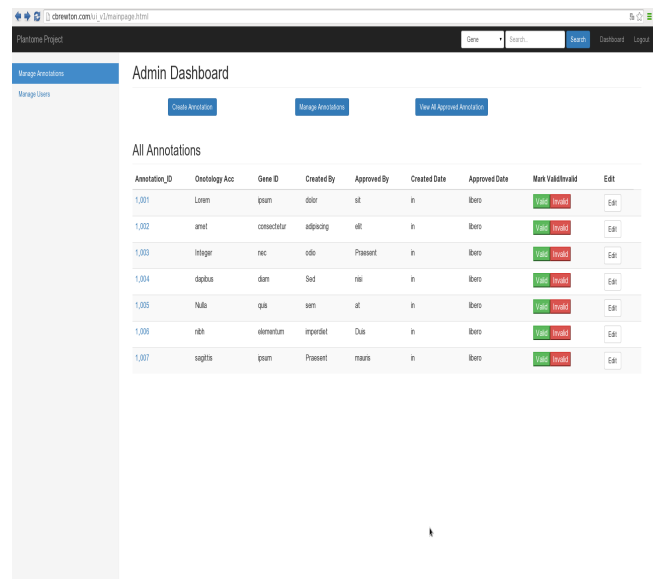 cbrewton.com/ui_v1/mainpage.html
Plantome Project
Gene
Search..
Search
Dashboard
Logout
Manage Annotations
Manage Users
Admin Dashboard
Create Annotation
Manage Annotations
View All Approved Annotation
All Annotations
Annotation_ID Onotology Acc Gene ID Created By Approved By Created Date Approved Date Mark Valid/Invalid Edit
1,001 Lorem ipsum dolor sit in libero Valid Invalid Edit
1,002 amet consectetur adipiscing elit in libero Valid Invalid Edit
1,003 Integer nec odio Praesent in libero Valid Invalid Edit
1,004 dapibus diam Sed nisi in libero Valid Invalid Edit
1,005 Nulla quis sem at in libero Valid Invalid Edit
1,006 nibh elementum imperdiet Duis in libero Valid Invalid Edit
1,007 sagittis ipsum Praesent mauris in libero Valid Invalid Edit